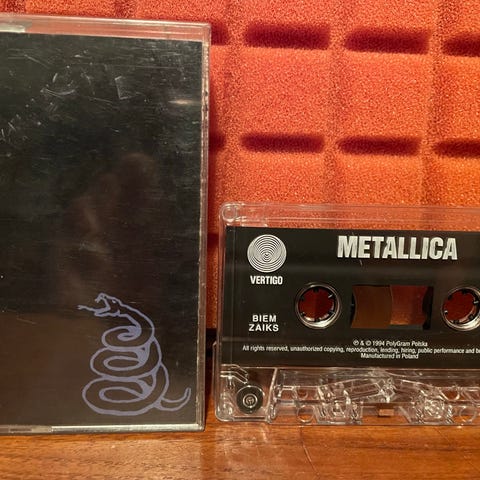 METALLICA
VERTIGO
BIEM
ZAIKS
℗ & © 1994 PolyGram Polska
All rights reserved, unauthorized copying, reproduction, lending, hiring, public performance and
Manufactured in Poland